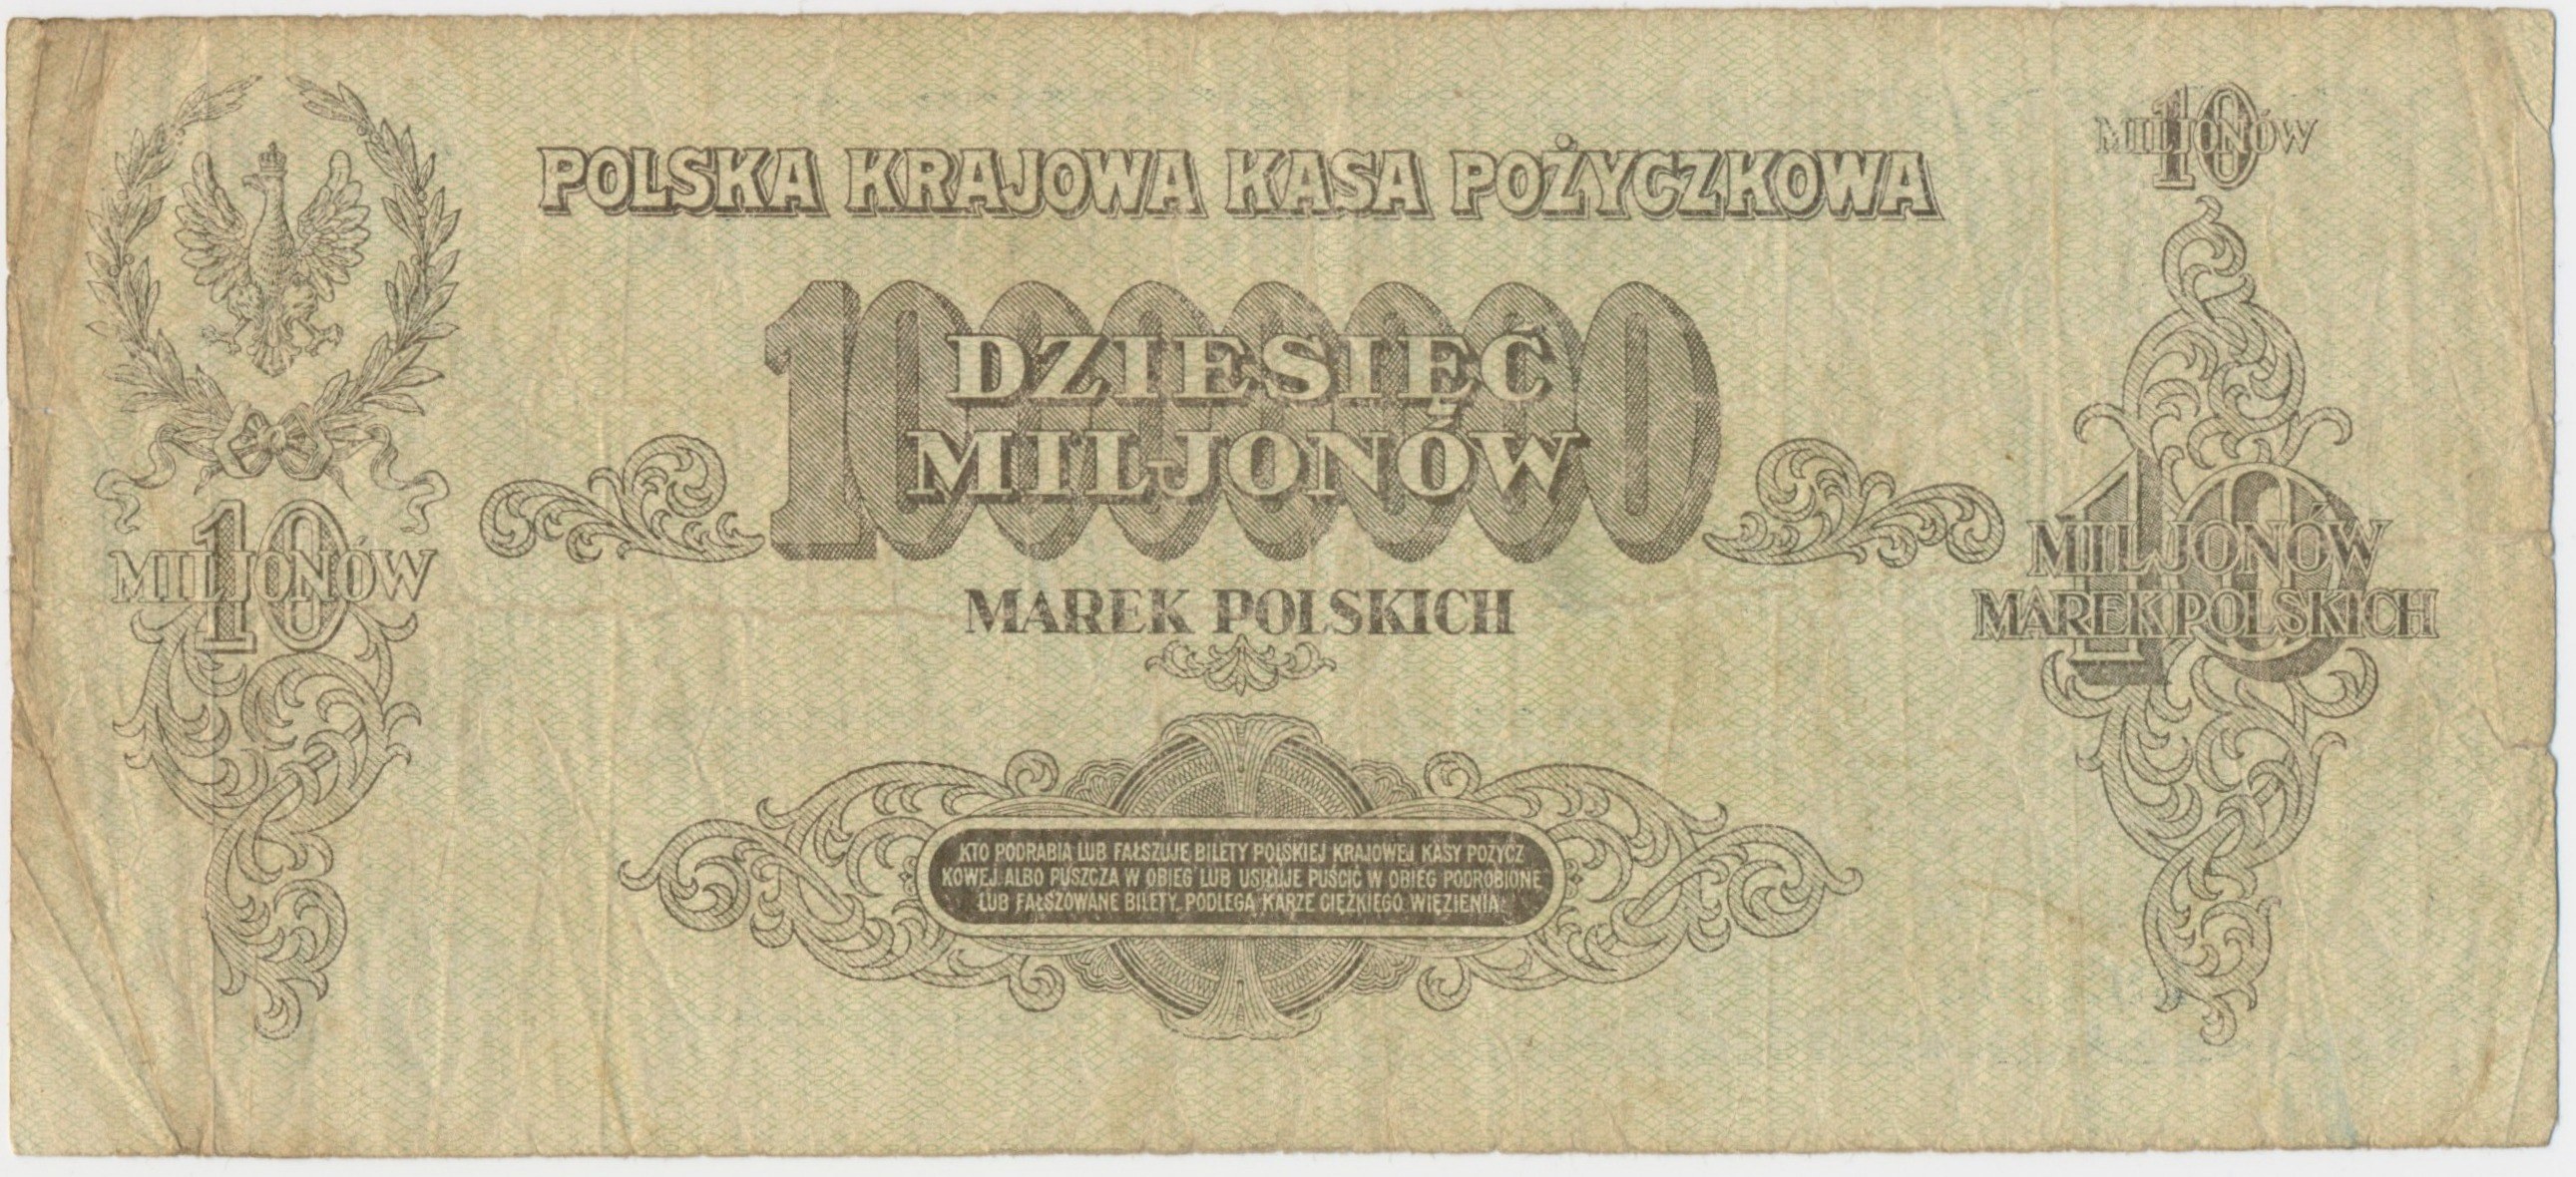 POLSKA KRAJOWA KASA POŻYCZKOWA
10000000
DZIESIĘĆ
MILJONÓW
MAREK POLSKICH
10
MILJONÓW
10
MILJONÓW
10
MILJONÓW
MAREK POLSKICH
KTO PODRABIA LUB FAŁSZUJE BILETY POLSKIEJ KRAJOWEJ KASY POŻYCZ
KOWEJ ALBO PUSZCZA W OBIEG LUB USIŁUJE PUŚCIĆ W OBIEG PODROBIONE
LUB FAŁSZOWANE BILETY, PODLEGA KARZE CIĘŻKIEGO WIĘZIENIA.